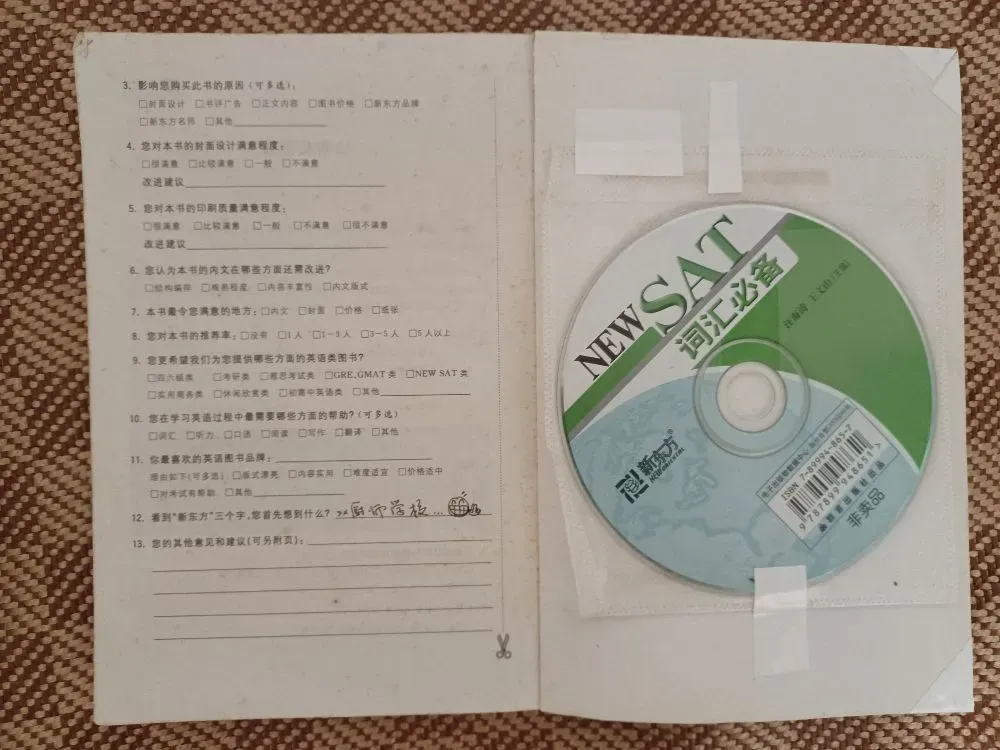 3. 影响您购买此书的原因(可多选):
□封面设计 □书评广告 □正文内容 □图书价格 □新东方品牌
□新东方名师 □其他
4. 您对本书的封面设计满意程度:
□很满意 □比较满意 □一般 □不满意
改进建议
5. 您对本书的印刷质量满意程度:
□很满意 □比较满意 □一般 □不满意 □很不满意
改进建议
6. 您认为本书的内文在哪些方面还需改进?
□结构编排 □难易程度 □内容丰富性 □内文版式
7. 本书最令您满意的地方:□内文 □封面 □价格 □纸张
8. 您对本书的推荐率:□没有 □1人 □1-3人 □3-5人 □5人以上
9. 您更希望我们为您提供哪些方面的英语类图书?
□四六级类 □考研类 □雅思考试类 □GRE,GMAT类 □NEW SAT类
□实用商务类 □休闲欣赏类 □初高中英语类 □其他
10. 您在学习英语过程中最需要哪些方面的帮助?(可多选)
□词汇 □听力 □口语 □阅读 □写作 □翻译 □其他
11. 你最喜欢的英语图书品牌:
理由如下(可多选) □版式漂亮 □内容实用 □难度适宜 □价格适中
□对考试有帮助 □其他
12. 看到"新东方"三个字,您首先想到什么? 厨师学校...
13. 您的其他意见和建议(可另附页):
NEW SAT
词汇必备
王文山(主编)
新东方®
NEW ORIENTAL
ISBN 7-89994-865-7
9 787899 948651 >
非卖品